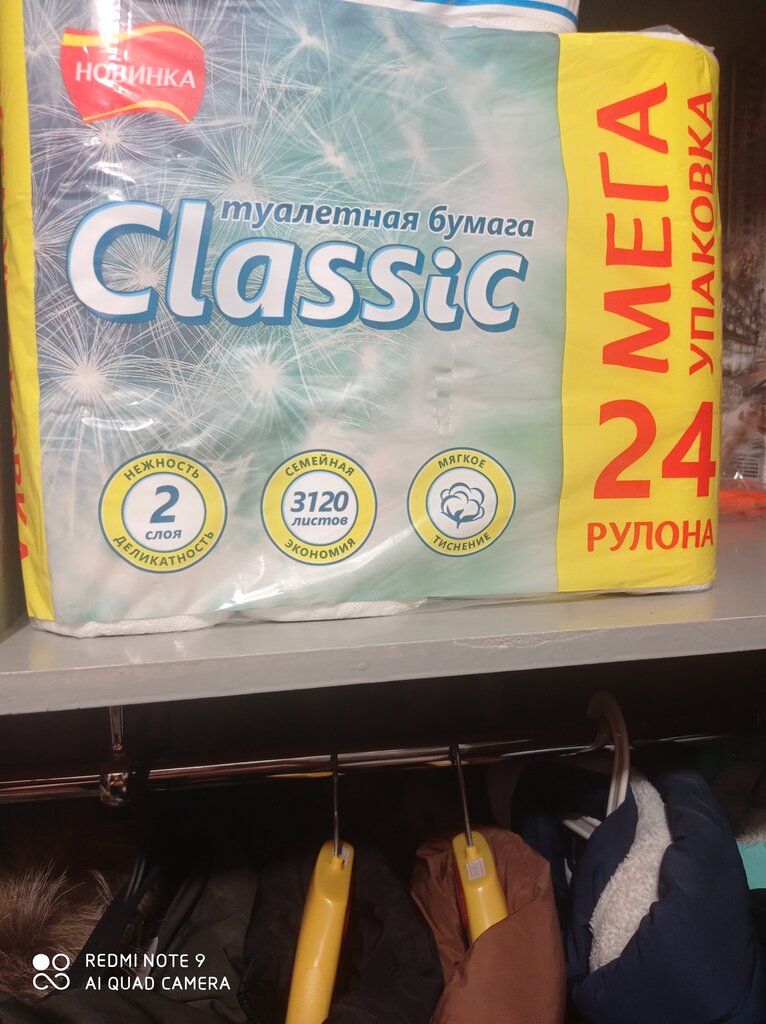 НОВИНКА
туалетная бумага
Classic
НЕЖНОСТЬ
2
слоя
ДЕЛИКАТНОСТЬ
СЕМЕЙНАЯ
3120
листов
ЭКОНОМИЯ
МЯГКОЕ
ТИСНЕНИЕ
МЕГА
УПАКОВКА
24
РУЛОНА
REDMI NOTE 9
AI QUAD CAMERA